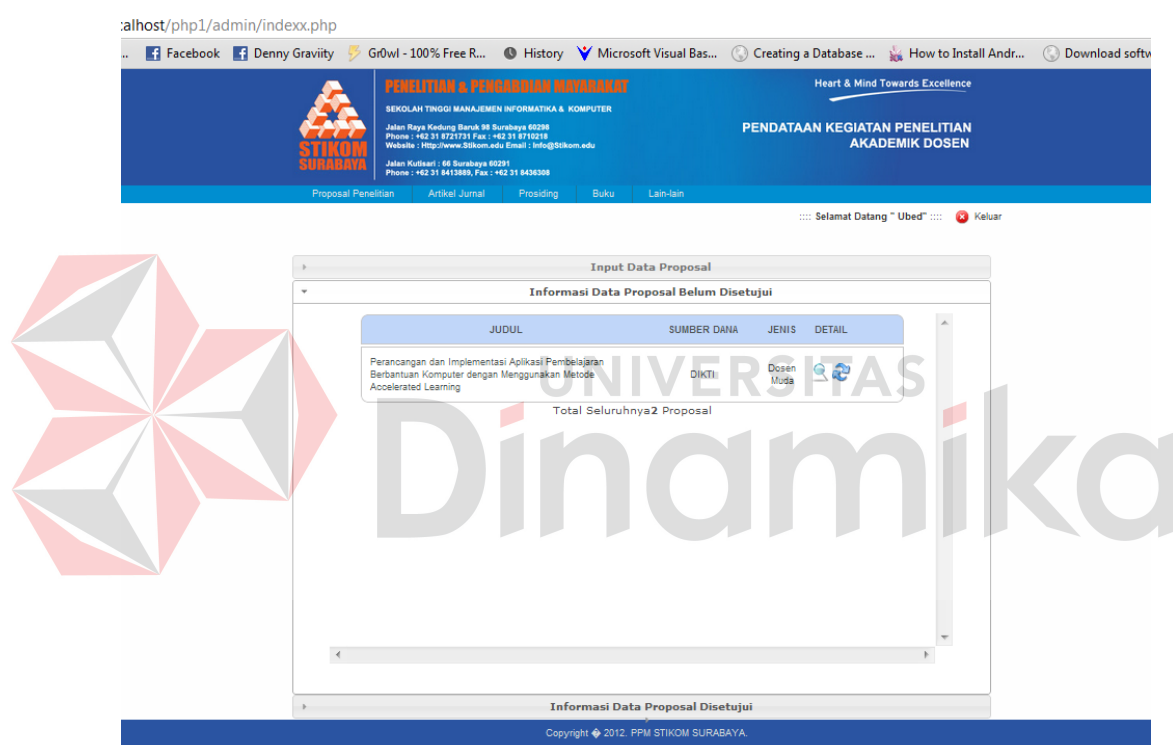 :alhost/php1/admin/indexx.php
... Facebook Denny Graviity Gr0wl - 100% Free R... History Microsoft Visual Bas... Creating a Database ... How to Install Andr... Download softw
PENELITIAN & PENGABDIAN MAYARAKAT
SEKOLAH TINGGI MANAJEMEN INFORMATIKA & KOMPUTER
Jalan Raya Kedung Baruk 98 Surabaya 60298
Phone : +62 31 8721731 Fax : +62 31 8710218
Website : Http://www.Stikom.edu Email : Info@Stikom.edu
Jalan Kutisari : 66 Surabaya 60291
Phone : +62 31 8413889, Fax : +62 31 8436308
STIKOM
SURABAYA
Heart & Mind Towards Excellence
PENDATAAN KEGIATAN PENELITIAN
AKADEMIK DOSEN
Proposal Penelitian Artikel Jurnal Prosiding Buku Lain-lain
:::: Selamat Datang " Ubed" :::: Keluar
Input Data Proposal
Informasi Data Proposal Belum Disetujui
JUDUL SUMBER DANA JENIS DETAIL
Perancangan dan Implementasi Aplikasi Pembelajaran
Berbantuan Komputer dengan Menggunakan Metode
Accelerated Learning
DIKTI
Dosen
Muda
Total Seluruhnya2 Proposal
UNIVERSITAS
Dinamika
Informasi Data Proposal Disetujui
Copyright � 2012. PPM STIKOM SURABAYA.